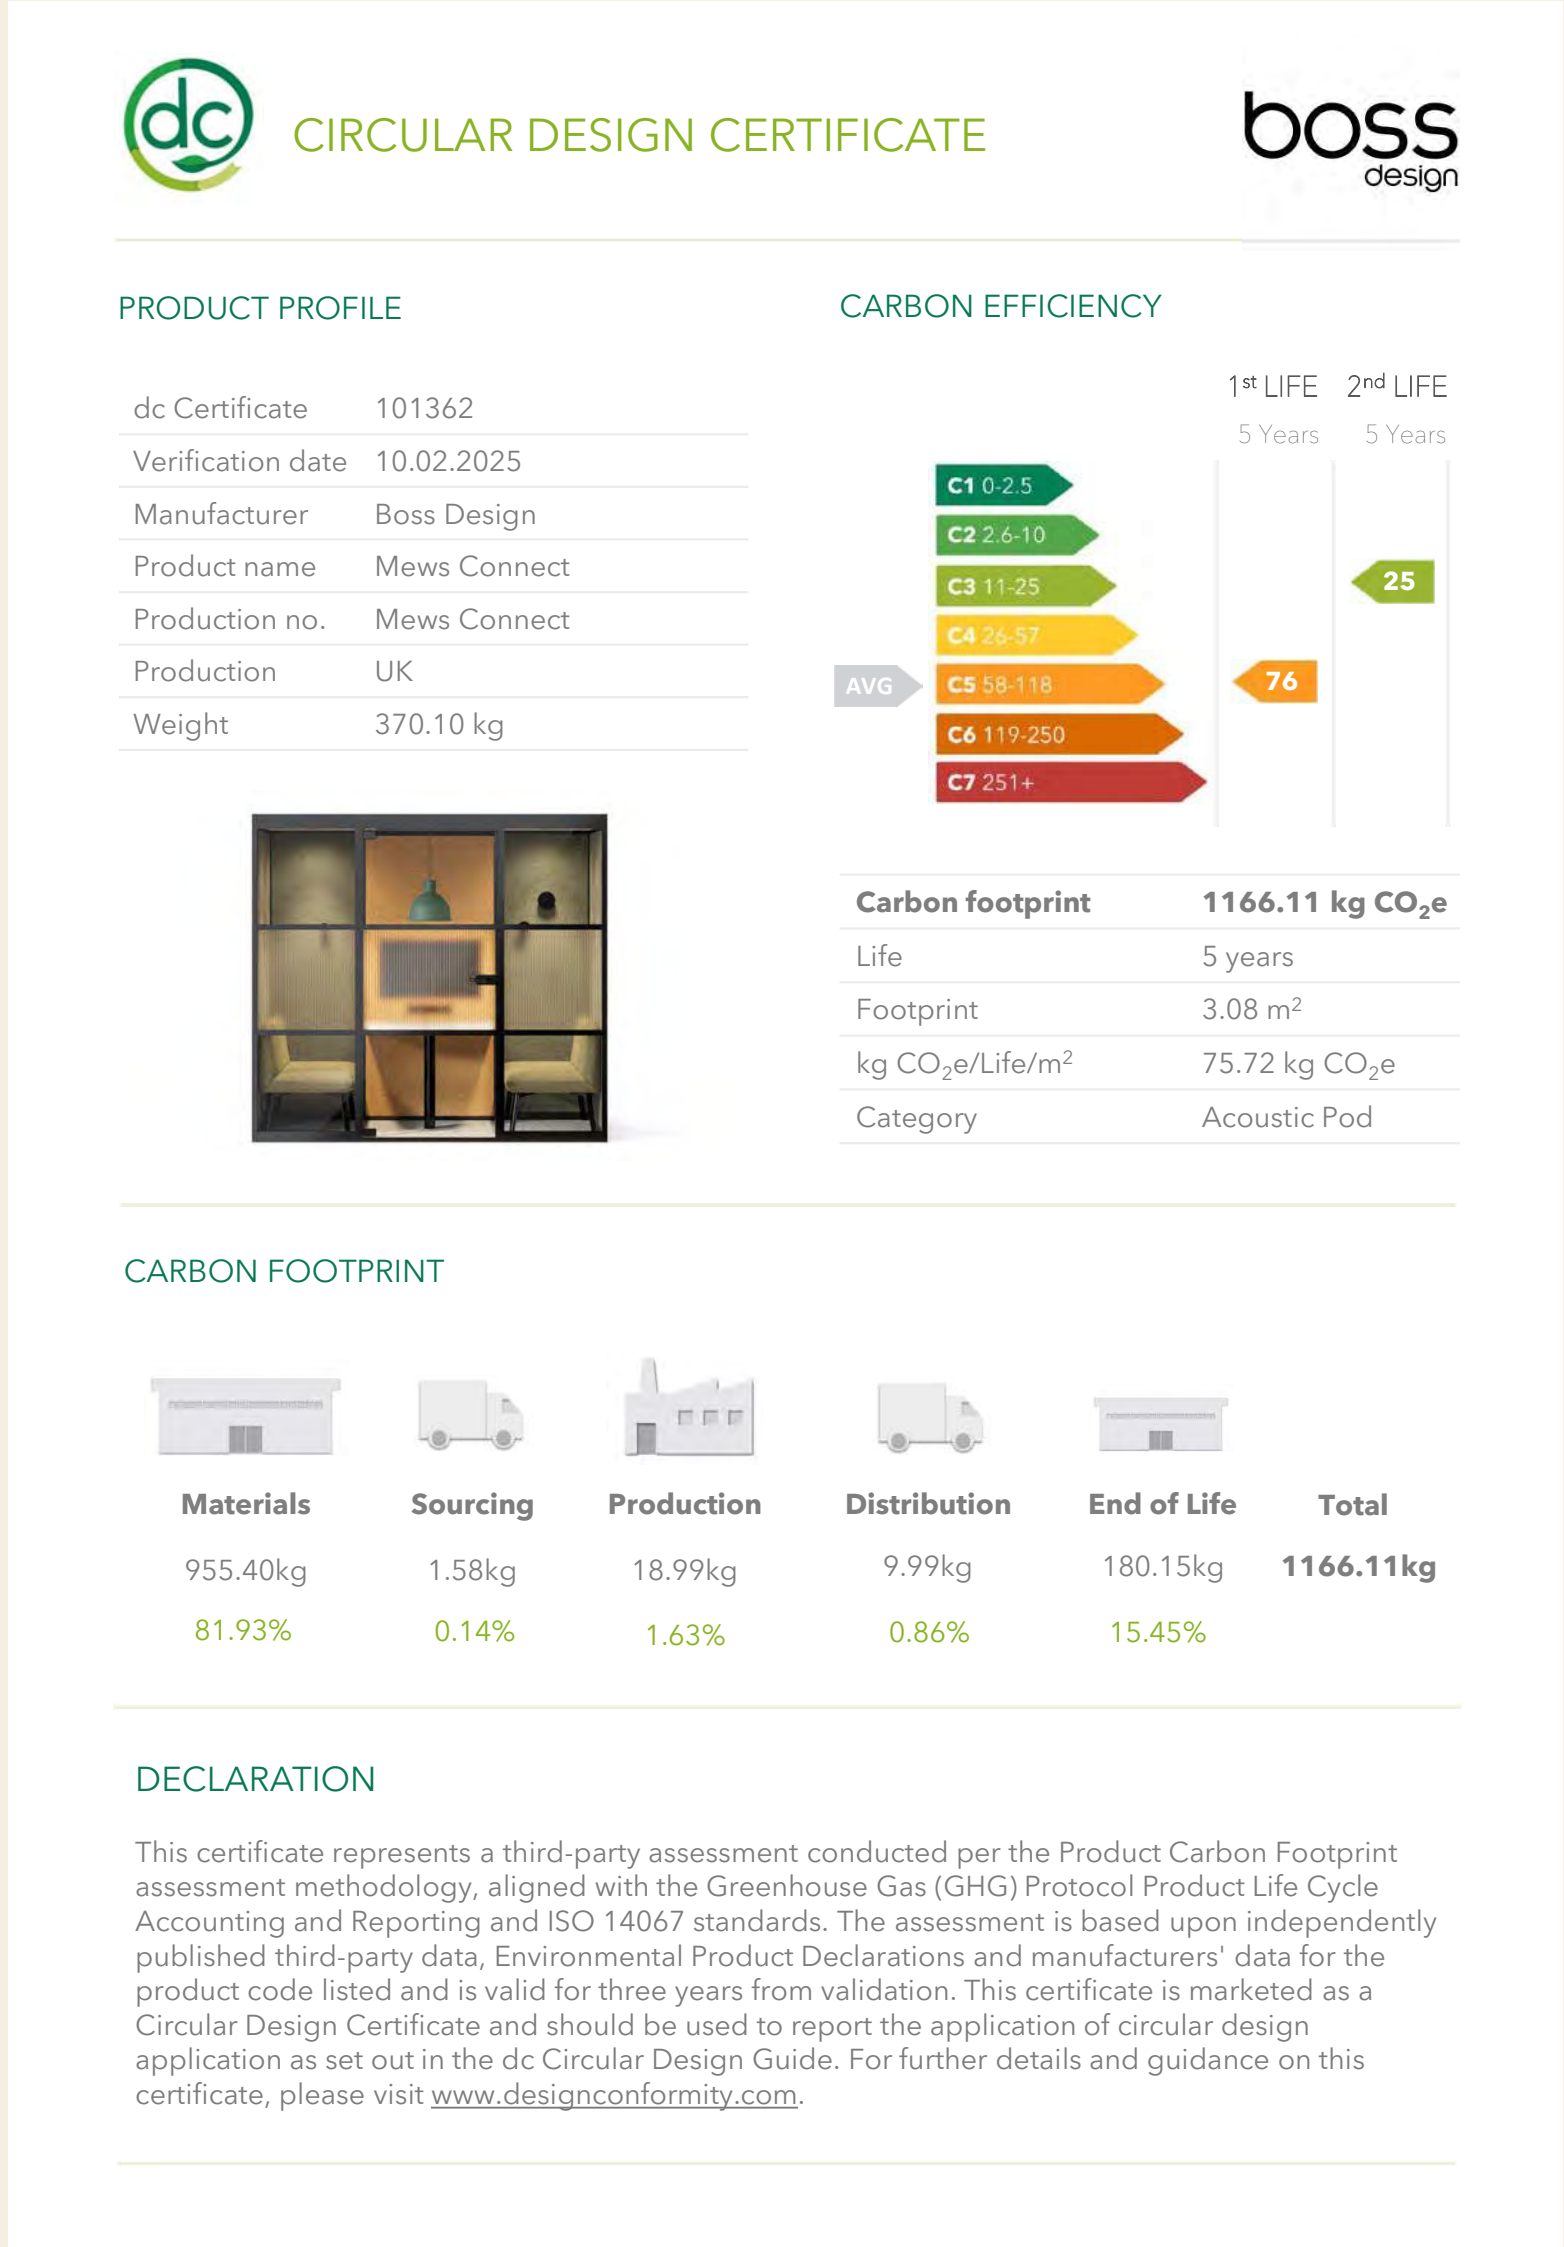 dc
CIRCULAR DESIGN CERTIFICATE
boss
design
PRODUCT PROFILE
dc Certificate 101362
Verification date 10.02.2025
Manufacturer Boss Design
Product name Mews Connect
Production no. Mews Connect
Production UK
Weight 370.10 kg
CARBON EFFICIENCY
1st LIFE 2nd LIFE
5 Years 5 Years
C1 0-2.5
C2 2.6-10
C3 11-25
25
C4 26-57
AVG
C5 58-118
76
C6 119-250
C7 251+
Carbon footprint 1166.11 kg CO₂e
Life 5 years
Footprint 3.08 m²
kg CO₂e/Life/m² 75.72 kg CO₂e
Category Acoustic Pod
CARBON FOOTPRINT
Materials Sourcing Production Distribution End of Life Total
955.40kg 1.58kg 18.99kg 9.99kg 180.15kg 1166.11kg
81.93% 0.14% 1.63% 0.86% 15.45%
DECLARATION
This certificate represents a third-party assessment conducted per the Product Carbon Footprint
assessment methodology, aligned with the Greenhouse Gas (GHG) Protocol Product Life Cycle
Accounting and Reporting and ISO 14067 standards. The assessment is based upon independently
published third-party data, Environmental Product Declarations and manufacturers' data for the
product code listed and is valid for three years from validation. This certificate is marketed as a
Circular Design Certificate and should be used to report the application of circular design
application as set out in the dc Circular Design Guide. For further details and guidance on this
certificate, please visit www.designconformity.com.